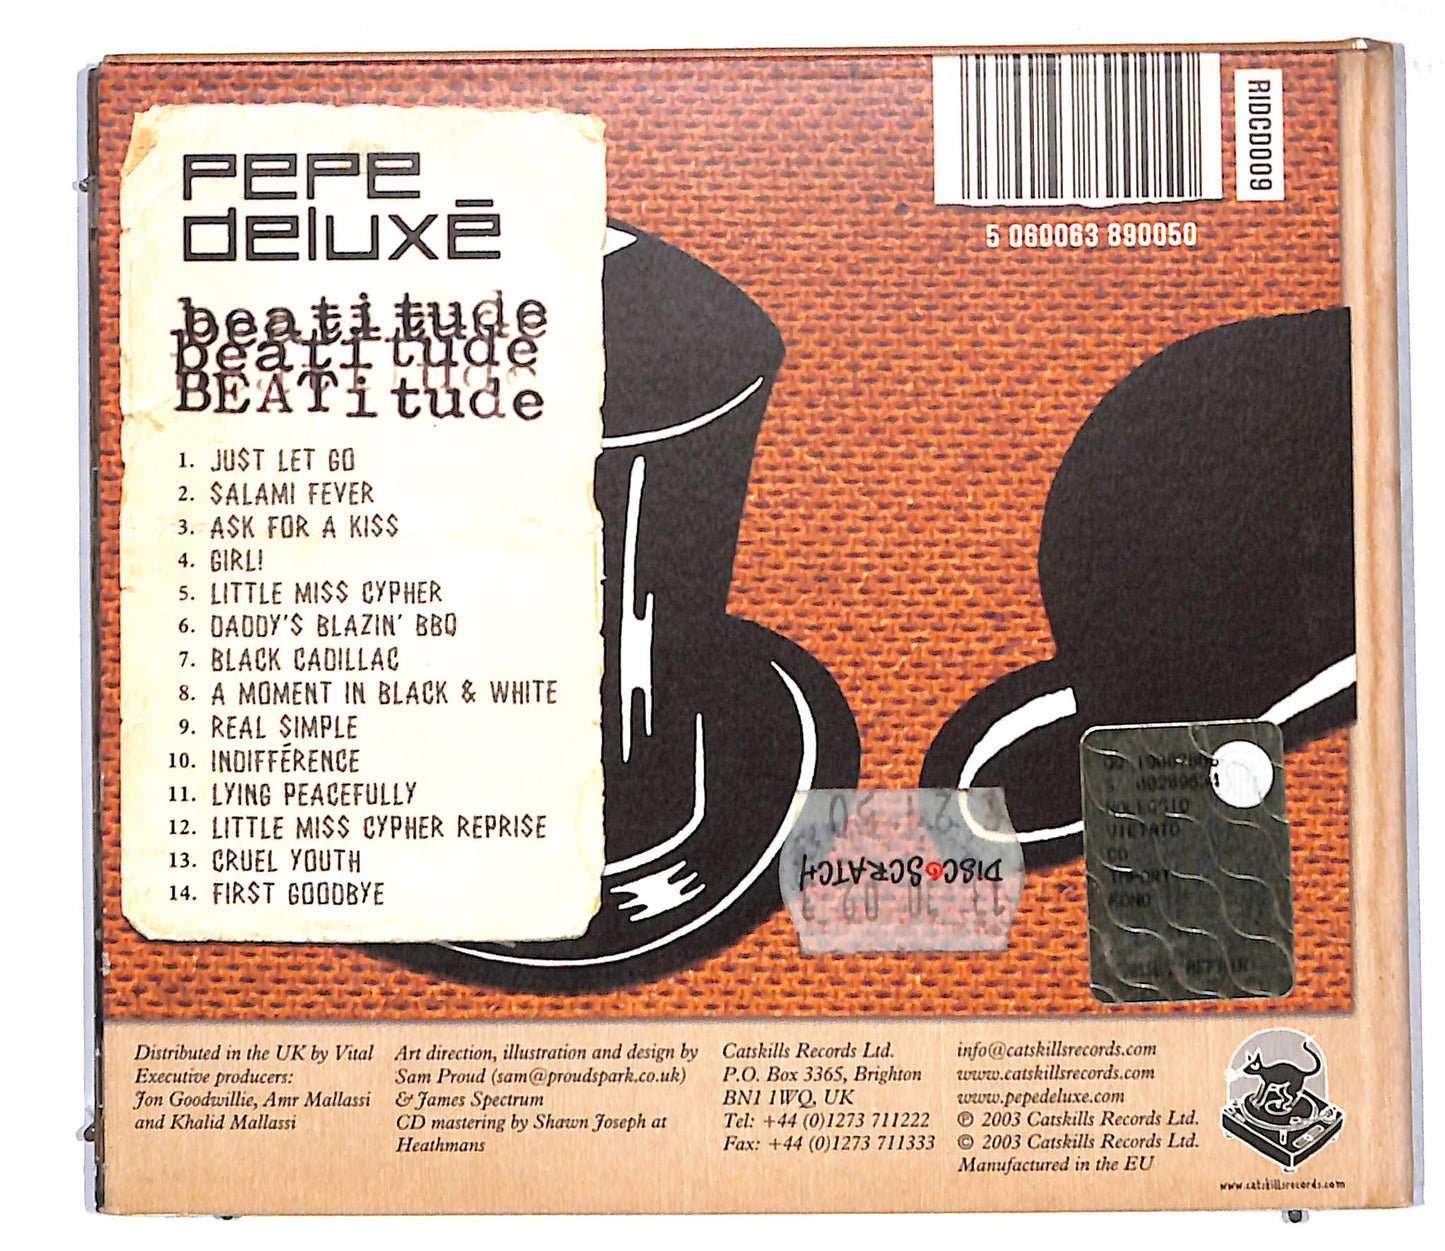 PEPE
deluxē
beatitude
beatitude
BEATitude
1. JUST LET GO
2. SALAMI FEVER
3. ASK FOR A KISS
4. GIRL!
5. LITTLE MISS CYPHER
6. DADDY'S BLAZIN' BBQ
7. BLACK CADILLAC
8. A MOMENT IN BLACK & WHITE
9. REAL SIMPLE
10. INDIFFÉRENCE
11. LYING PEACEFULLY
12. LITTLE MISS CYPHER REPRISE
13. CRUEL YOUTH
14. FIRST GOODBYE
RIDCD009
5 060063 890050
DISCOSCRATCH
NOLEGGIO
VIETATO
CD
Distributed in the UK by Vital
Executive producers:
Jon Goodwillie, Amr Mallassi
and Khalid Mallassi
Art direction, illustration and design by
Sam Proud (sam@proudspark.co.uk)
& James Spectrum
CD mastering by Shawn Joseph at
Heathmans
Catskills Records Ltd.
P.O. Box 3365, Brighton
BN1 1WQ, UK
Tel: +44 (0)1273 711222
Fax: +44 (0)1273 711333
info@catskillsrecords.com
www.catskillsrecords.com
www.pepedeluxe.com
℗ 2003 Catskills Records Ltd.
© 2003 Catskills Records Ltd.
Manufactured in the EU
www.catskillsrecords.com